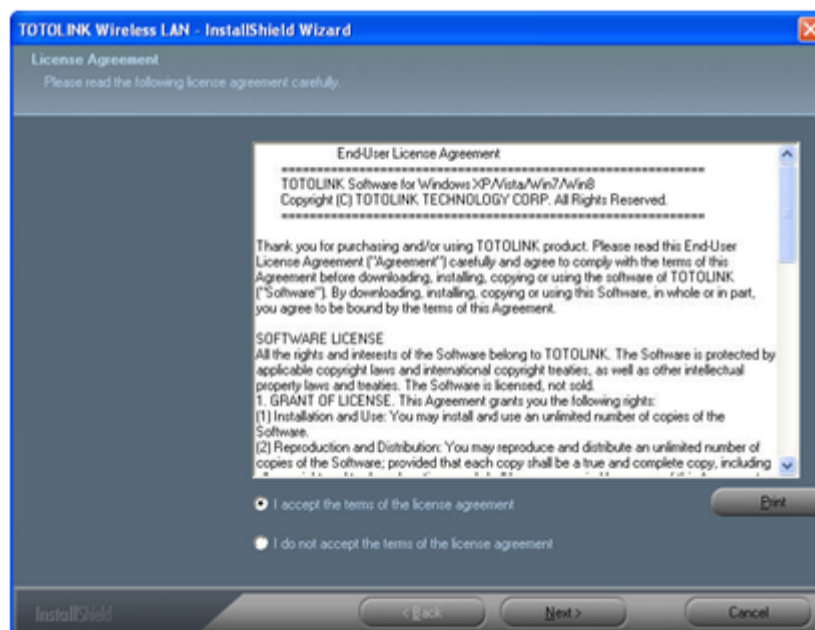 TOTOLINK Wireless LAN - InstallShield Wizard
License Agreement
Please read the following license agreement carefully.
End-User License Agreement
===========================================================
TOTOLINK Software for Windows XP/Vista/Win7/Win8
Copyright (C) TOTOLINK TECHNOLOGY CORP. All Rights Reserved.
===========================================================
Thank you for purchasing and/or using TOTOLINK product. Please read this End-User
License Agreement ("Agreement") carefully and agree to comply with the terms of this
Agreement before downloading, installing, copying or using the software of TOTOLINK
("Software"). By downloading, installing, copying or using this Software, in whole or in part,
you agree to be bound by the terms of this Agreement.
SOFTWARE LICENSE
All the rights and interests of the Software belong to TOTOLINK. The Software is protected by
applicable copyright laws and international copyright treaties, as well as other intellectual
property laws and treaties. The Software is licensed, not sold.
1. GRANT OF LICENSE. This Agreement grants you the following rights:
(1) Installation and Use: You may install and use an unlimited number of copies of the
Software.
(2) Reproduction and Distribution: You may reproduce and distribute an unlimited number of
copies of the Software; provided that each copy shall be a true and complete copy, including
I accept the terms of the license agreement
Print
I do not accept the terms of the license agreement
InstallShield
< Back
Next >
Cancel